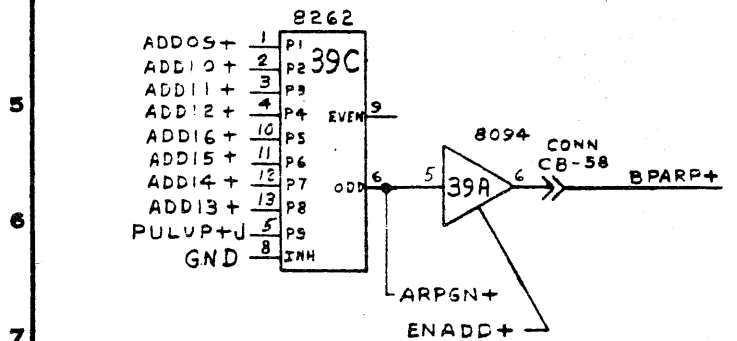 8262
ADD09+ 1 P1 39C
ADD10+ 2 P2
ADD11+ 3 P3
5
ADD12+ 4 P4 EVEN 9
ADD16+ 10 P5
8094 CONN
CB-58
ADD15+ 11 P6
ADD14+ 12 P7 ODD 6 5 39A 6 BPARP+
ADD13+ 13 P8
6
PULUP+J 5 P9
GND 8 INH
ARPGN+
ENADD+
7